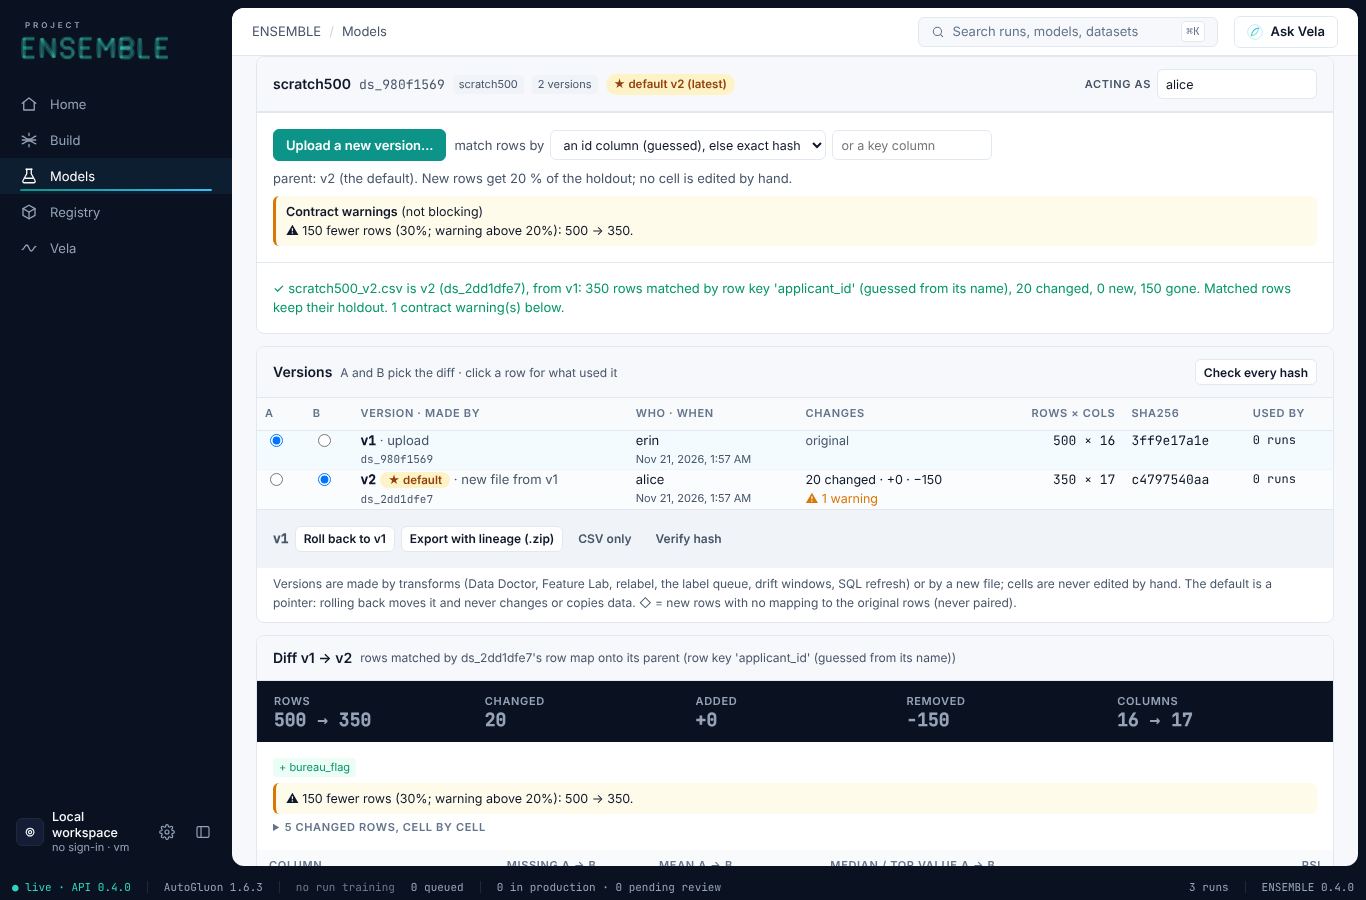 PROJECT
ENSEMBLE
Home
Build
Models
Registry
Vela
Local workspace
no sign-in · vm
ENSEMBLE / Models
Search runs, models, datasets ⌘K
Ask Vela
scratch500 ds_980f1569 scratch500 2 versions ★ default v2 (latest)
ACTING AS alice
Upload a new version... match rows by an id column (guessed), else exact hash or a key column
parent: v2 (the default). New rows get 20 % of the holdout; no cell is edited by hand.
Contract warnings (not blocking)
⚠ 150 fewer rows (30%; warning above 20%): 500 → 350.
✓ scratch500_v2.csv is v2 (ds_2dd1dfe7), from v1: 350 rows matched by row key 'applicant_id' (guessed from its name), 20 changed, 0 new, 150 gone. Matched rows
keep their holdout. 1 contract warning(s) below.
Versions A and B pick the diff · click a row for what used it
Check every hash
A B VERSION · MADE BY WHO · WHEN CHANGES ROWS × COLS SHA256 USED BY
v1 · upload erin original 500 × 16 3ff9e17a1e 0 runs
ds_980f1569 Nov 21, 2026, 1:57 AM
v2 ★ default · new file from v1 alice 20 changed · +0 · −150 350 × 17 c4797540aa 0 runs
ds_2dd1dfe7 Nov 21, 2026, 1:57 AM ⚠ 1 warning
v1 Roll back to v1 Export with lineage (.zip) CSV only Verify hash
Versions are made by transforms (Data Doctor, Feature Lab, relabel, the label queue, drift windows, SQL refresh) or by a new file; cells are never edited by hand. The default is a
pointer: rolling back moves it and never changes or copies data. ◇ = new rows with no mapping to the original rows (never paired).
Diff v1 → v2 rows matched by ds_2dd1dfe7's row map onto its parent (row key 'applicant_id' (guessed from its name))
ROWS CHANGED ADDED REMOVED COLUMNS
500 → 350 20 +0 -150 16 → 17
+ bureau_flag
⚠ 150 fewer rows (30%; warning above 20%): 500 → 350.
▶ 5 CHANGED ROWS, CELL BY CELL
COLUMN MISSING A → B MEAN A → B MEDIAN / TOP VALUE A → B PSI
● live · API 0.4.0 AutoGluon 1.6.3 no run training 0 queued 0 in production · 0 pending review 3 runs ENSEMBLE 0.4.0